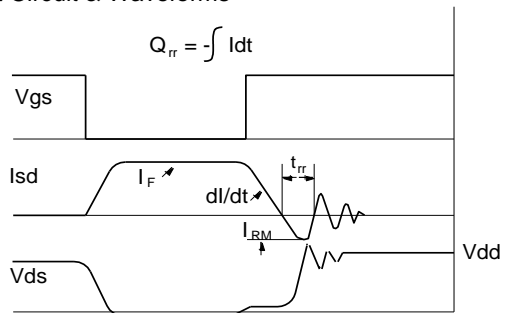 Circuit & Waveforms
Qrr = -∫ Idt
Vgs
Isd
IF
dI/dt
trr
IRM
Vds
Vdd